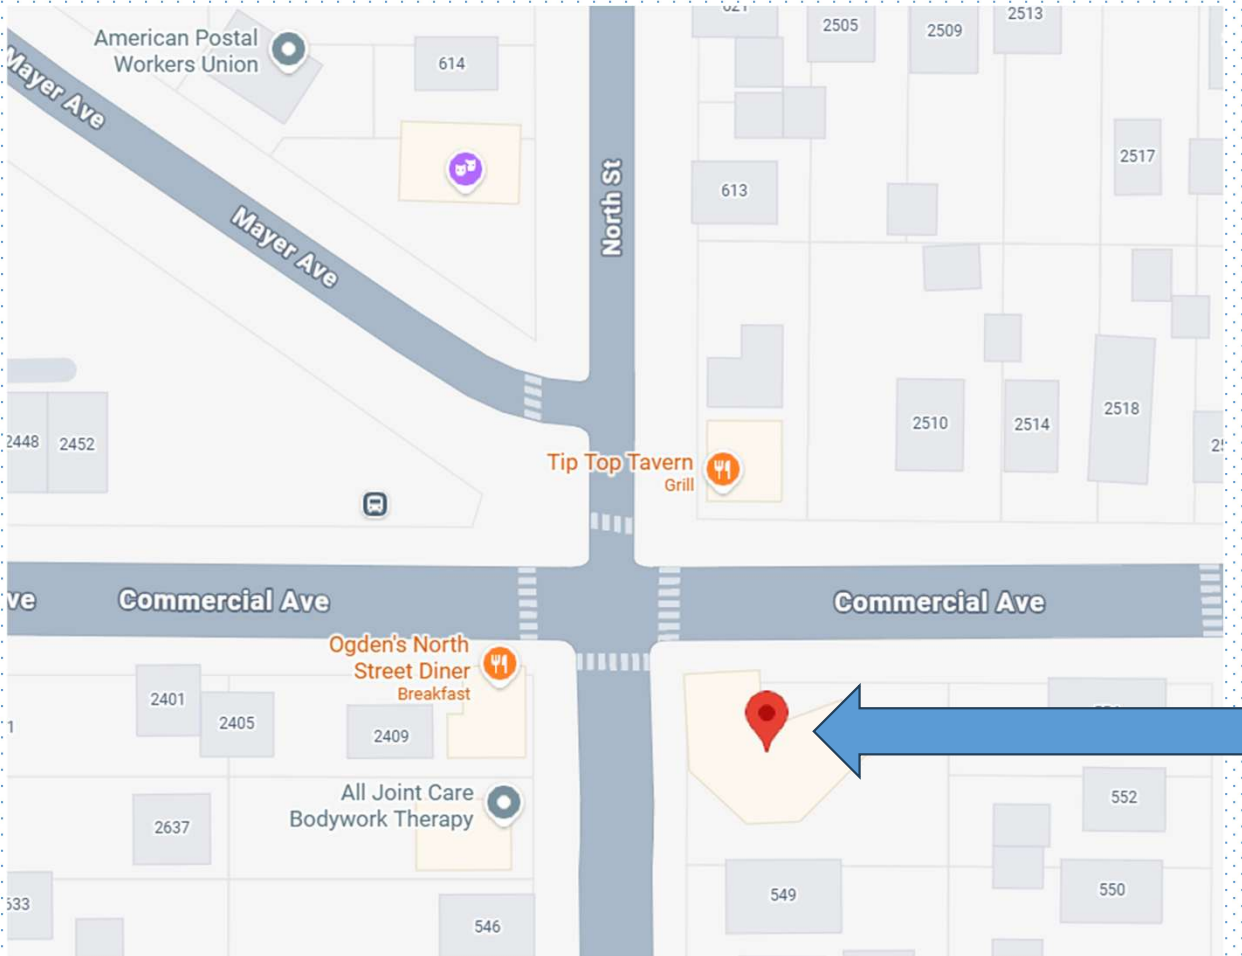 621
2505
2509
2513
American Postal
Workers Union
614
Mayer Ave
2517
North St
613
Mayer Ave
2510
2514
2518
2448
2452
Tip Top Tavern
Grill
Commercial Ave
Commercial Ave
Ogden's North
Street Diner
Breakfast
2401
2405
2409
All Joint Care
Bodywork Therapy
552
2637
549
550
546